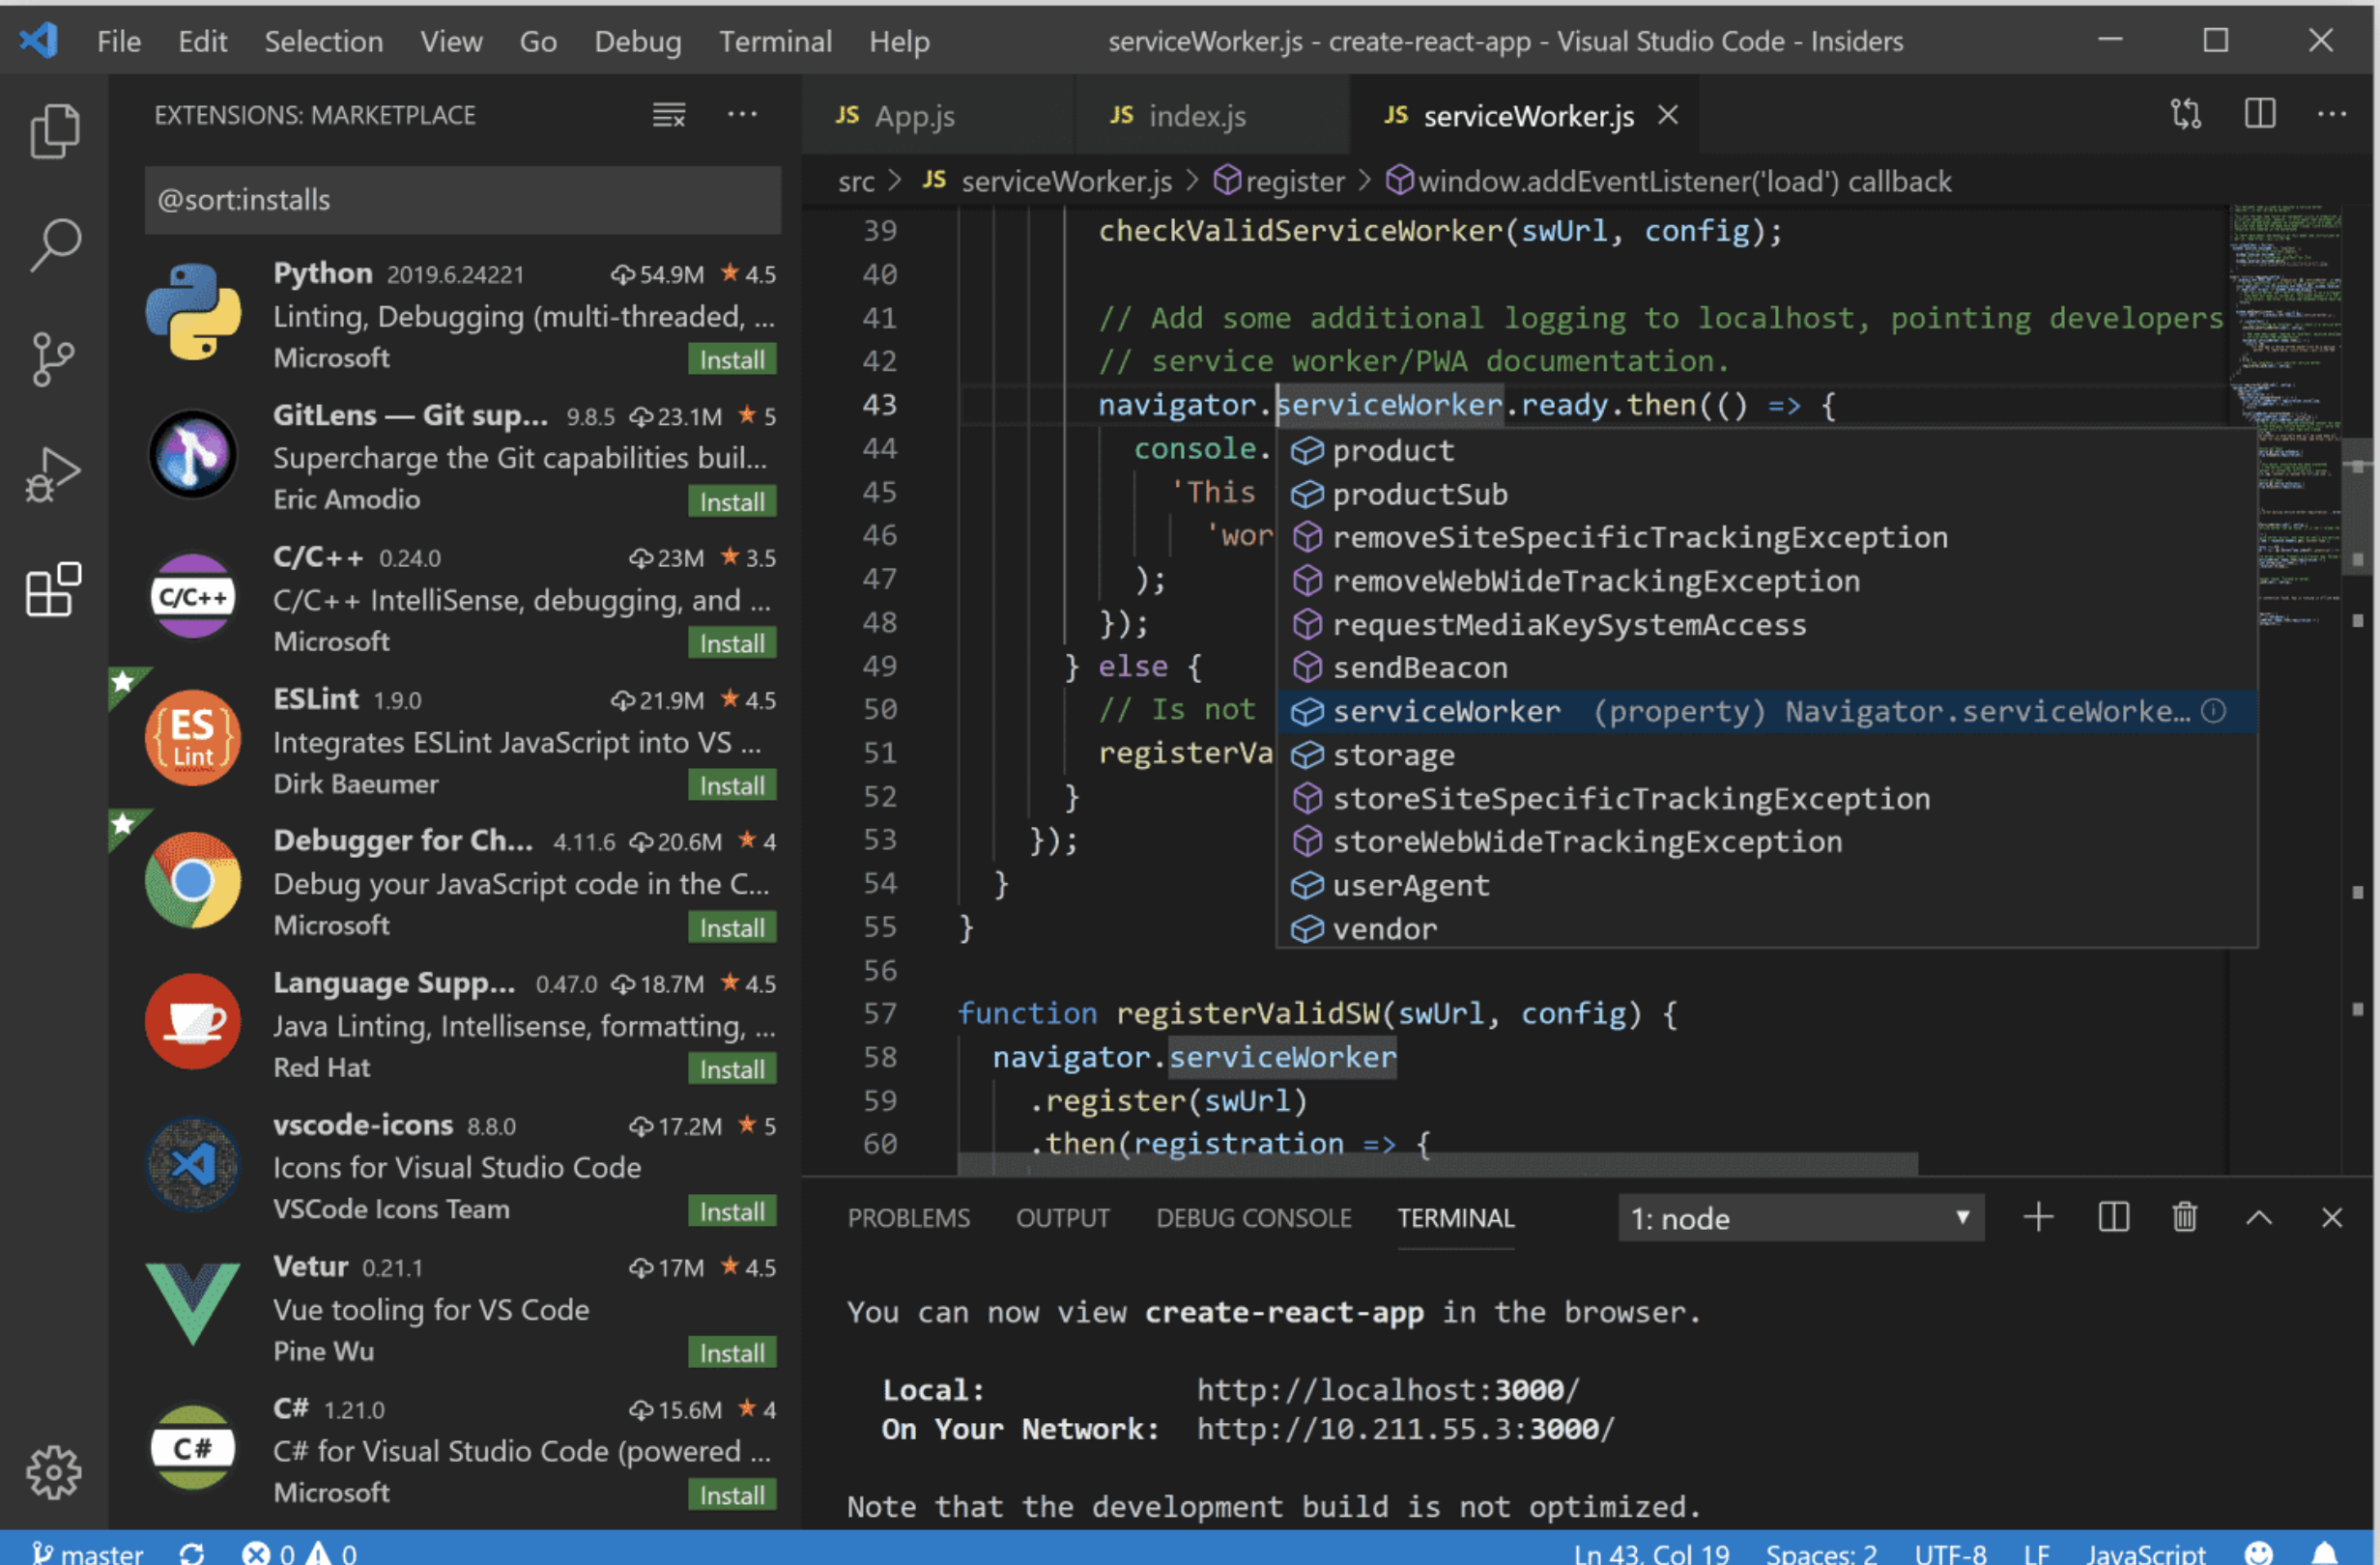 File Edit Selection View Go Debug Terminal Help serviceWorker.js - create-react-app - Visual Studio Code - Insiders
EXTENSIONS: MARKETPLACE
@sort:installs
Python 2019.6.24221 54.9M 4.5
Linting, Debugging (multi-threaded, ...
Microsoft Install
GitLens — Git sup... 9.8.5 23.1M 5
Supercharge the Git capabilities buil...
Eric Amodio Install
C/C++
C/C++ 0.24.0 23M 3.5
C/C++ IntelliSense, debugging, and ...
Microsoft Install
ES
Lint
ESLint 1.9.0 21.9M 4.5
Integrates ESLint JavaScript into VS ...
Dirk Baeumer Install
Debugger for Ch... 4.11.6 20.6M 4
Debug your JavaScript code in the C...
Microsoft Install
Language Supp... 0.47.0 18.7M 4.5
Java Linting, Intellisense, formatting, ...
Red Hat Install
vscode-icons 8.8.0 17.2M 5
Icons for Visual Studio Code
VSCode Icons Team Install
Vetur 0.21.1 17M 4.5
Vue tooling for VS Code
Pine Wu Install
C#
C# 1.21.0 15.6M 4
C# for Visual Studio Code (powered ...
Microsoft Install
JS App.js JS index.js JS serviceWorker.js
src > JS serviceWorker.js > register > window.addEventListener('load') callback
39 checkValidServiceWorker(swUrl, config);
40
41 // Add some additional logging to localhost, pointing developers
42 // service worker/PWA documentation.
43 navigator.serviceWorker.ready.then(() => {
44 console.
45 'This
46 'wor
47 );
48 });
49 } else {
50 // Is not
51 registerVa
52 }
53 });
54 }
55 }
56
57 function registerValidSW(swUrl, config) {
58 navigator.serviceWorker
59 .register(swUrl)
60 .then(registration => {
product
productSub
removeSiteSpecificTrackingException
removeWebWideTrackingException
requestMediaKeySystemAccess
sendBeacon
serviceWorker (property) Navigator.serviceWorke...
storage
storeSiteSpecificTrackingException
storeWebWideTrackingException
userAgent
vendor
PROBLEMS OUTPUT DEBUG CONSOLE TERMINAL 1: node
You can now view create-react-app in the browser.
Local: http://localhost:3000/
On Your Network: http://10.211.55.3:3000/
Note that the development build is not optimized.
master 0 0 Ln 43, Col 19 Spaces: 2 UTF-8 LF JavaScript